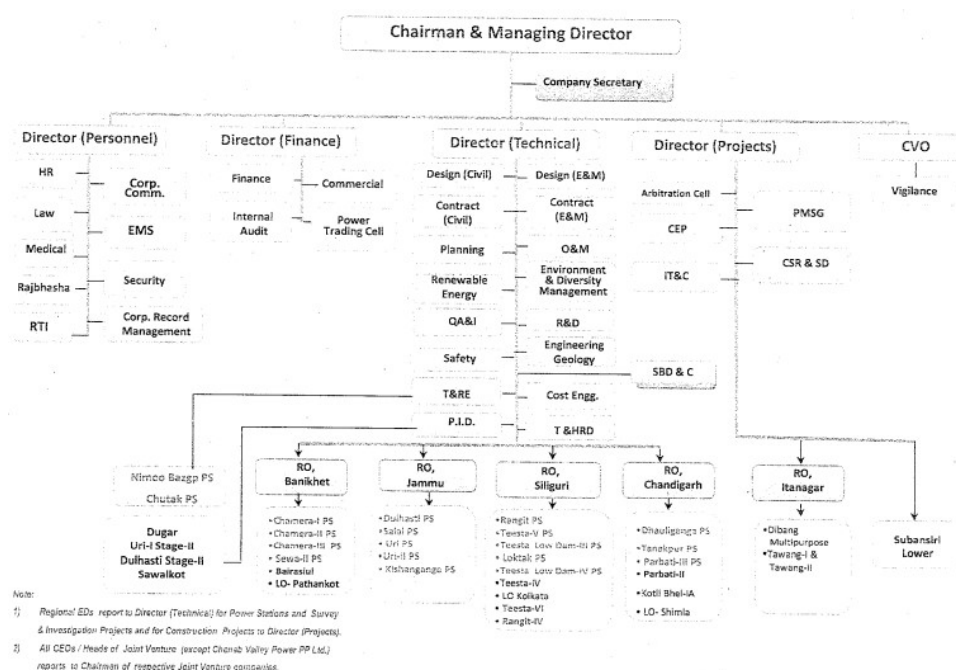 Chairman & Managing Director
Company Secretary
Director (Personnel)
HR
Corp.
Comm.
Law
EMS
Medical
Rajbhasha
Security
RTI
Corp. Record
Management
Director (Finance)
Finance
Commercial
Internal
Audit
Power
Trading Cell
Director (Technical)
Design (Civil)
Design (E&M)
Contract
(Civil)
Contract
(E&M)
Planning
O&M
Renewable
Energy
Environment
& Diversity
Management
QA&I
R&D
Safety
Engineering
Geology
SBD & C
T&RE
Cost Engg.
P.I.D.
T &HRD
Director (Projects)
Arbitration Cell
PMSG
CEP
CSR & SD
IT&C
CVO
Vigilance
Nimoo Bazgo PS
Chutak PS
Dugar
Uri-I Stage-II
Dulhasti Stage-II
Sawalkot
RO,
Banikhet
•Chamera-I PS
•Chamera-II PS
•Chamera-III PS
•Sewa-II PS
•Bairasiul
•LO- Pathankot
RO,
Jammu
•Dulhasti PS
•Salal PS
•Uri PS
•Uri-II PS
•Kishanganga PS
RO,
Siliguri
•Rangit PS
•Teesta-V PS
•Teesta Low Dam-III PS
•Loktak PS
•Teesta Low Dam-IV PS
•Teesta-IV
•LO Kolkata
•Teesta-VI
•Rangit-IV
RO,
Chandigarh
•Dhauliganga PS
•Tanakpur PS
•Parbati-III PS
•Parbati-II
•Kotli Bhel-IA
•LO- Shimla
RO,
Itanagar
•Dibang
Multipurpose
•Tawang-I &
Tawang-II
Subansiri
Lower
Note:
1) Regional EDs report to Director (Technical) for Power Stations and Survey
& Investigation Projects and for Construction Projects to Director (Projects).
2) All CEOs / Heads of Joint Venture (except Chenab Valley Power PP Ltd.)
reports to Chairman of respective Joint Venture companies.